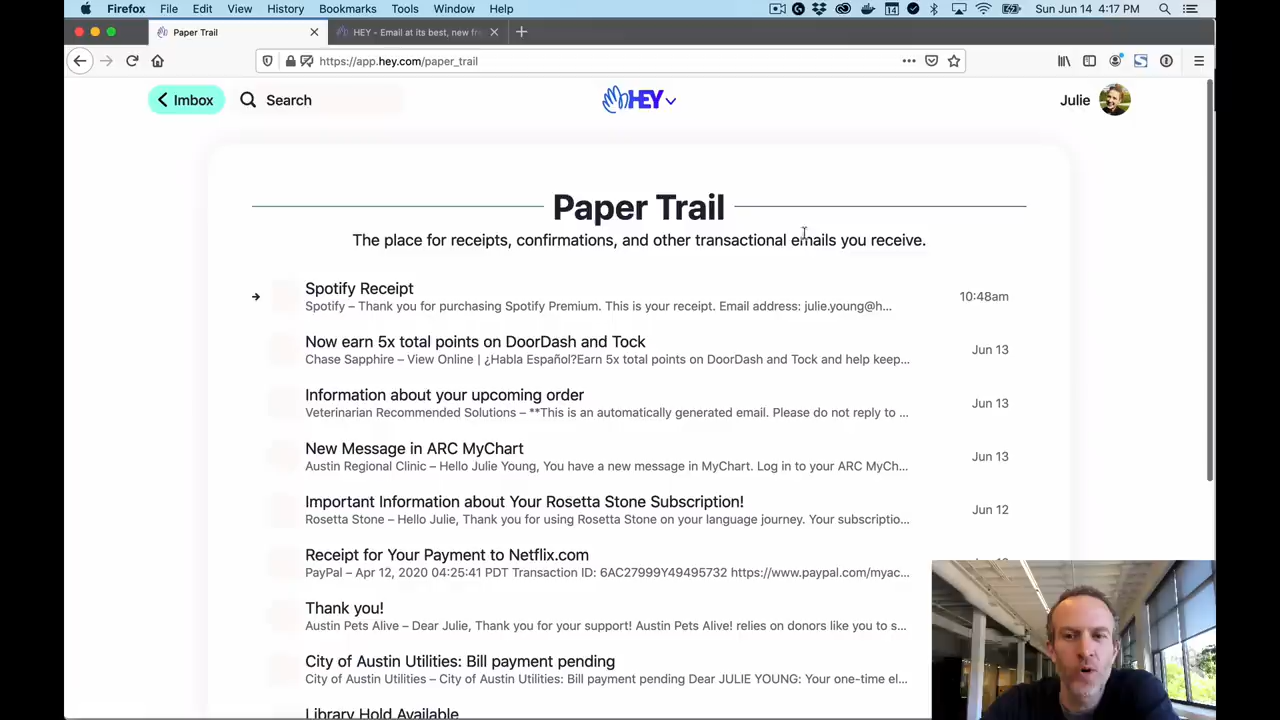 Firefox File Edit View History Bookmarks Tools Window Help 14 Sun Jun 14 4:17 PM
Paper Trail
HEY - Email at its best, new fr
https://app.hey.com/paper_trail
Imbox
Search
HEY
Julie
Paper Trail
The place for receipts, confirmations, and other transactional emails you receive.
Spotify Receipt
Spotify – Thank you for purchasing Spotify Premium. This is your receipt. Email address: julie.young@h...
10:48am
Now earn 5x total points on DoorDash and Tock
Chase Sapphire – View Online | ¿Habla Español?Earn 5x total points on DoorDash and Tock and help keep...
Jun 13
Information about your upcoming order
Veterinarian Recommended Solutions – **This is an automatically generated email. Please do not reply to ...
Jun 13
New Message in ARC MyChart
Austin Regional Clinic – Hello Julie Young, You have a new message in MyChart. Log in to your ARC MyCh...
Jun 13
Important Information about Your Rosetta Stone Subscription!
Rosetta Stone – Hello Julie, Thank you for using Rosetta Stone on your language journey. Your subscriptio...
Jun 12
Receipt for Your Payment to Netflix.com
PayPal – Apr 12, 2020 04:25:41 PDT Transaction ID: 6AC27999Y49495732 https://www.paypal.com/myac...
Thank you!
Austin Pets Alive – Dear Julie, Thank you for your support! Austin Pets Alive! relies on donors like you to s...
City of Austin Utilities: Bill payment pending
City of Austin Utilities – City of Austin Utilities: Bill payment pending Dear JULIE YOUNG: Your one-time el...
Library Hold Available